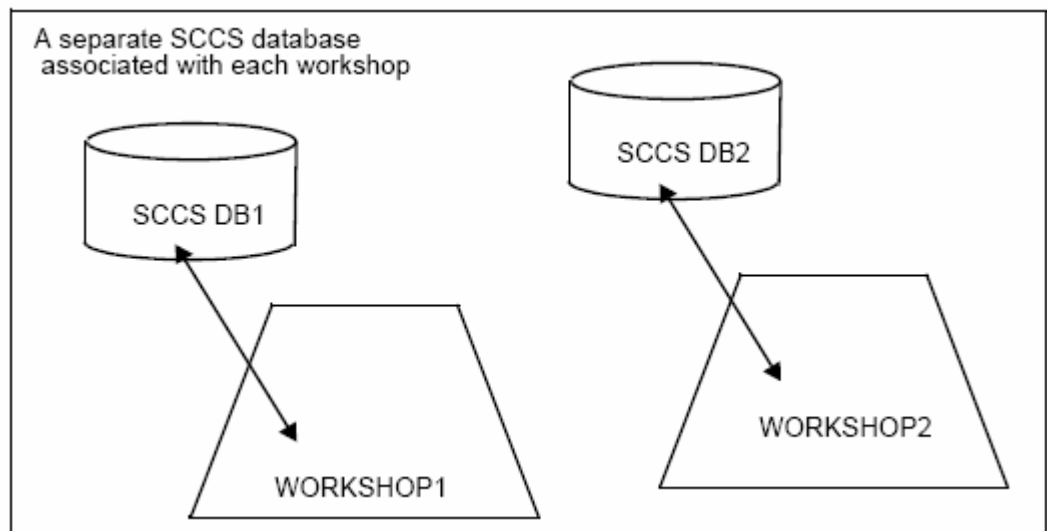 A separate SCCS database
associated with each workshop
SCCS DB1
SCCS DB2
WORKSHOP1
WORKSHOP2